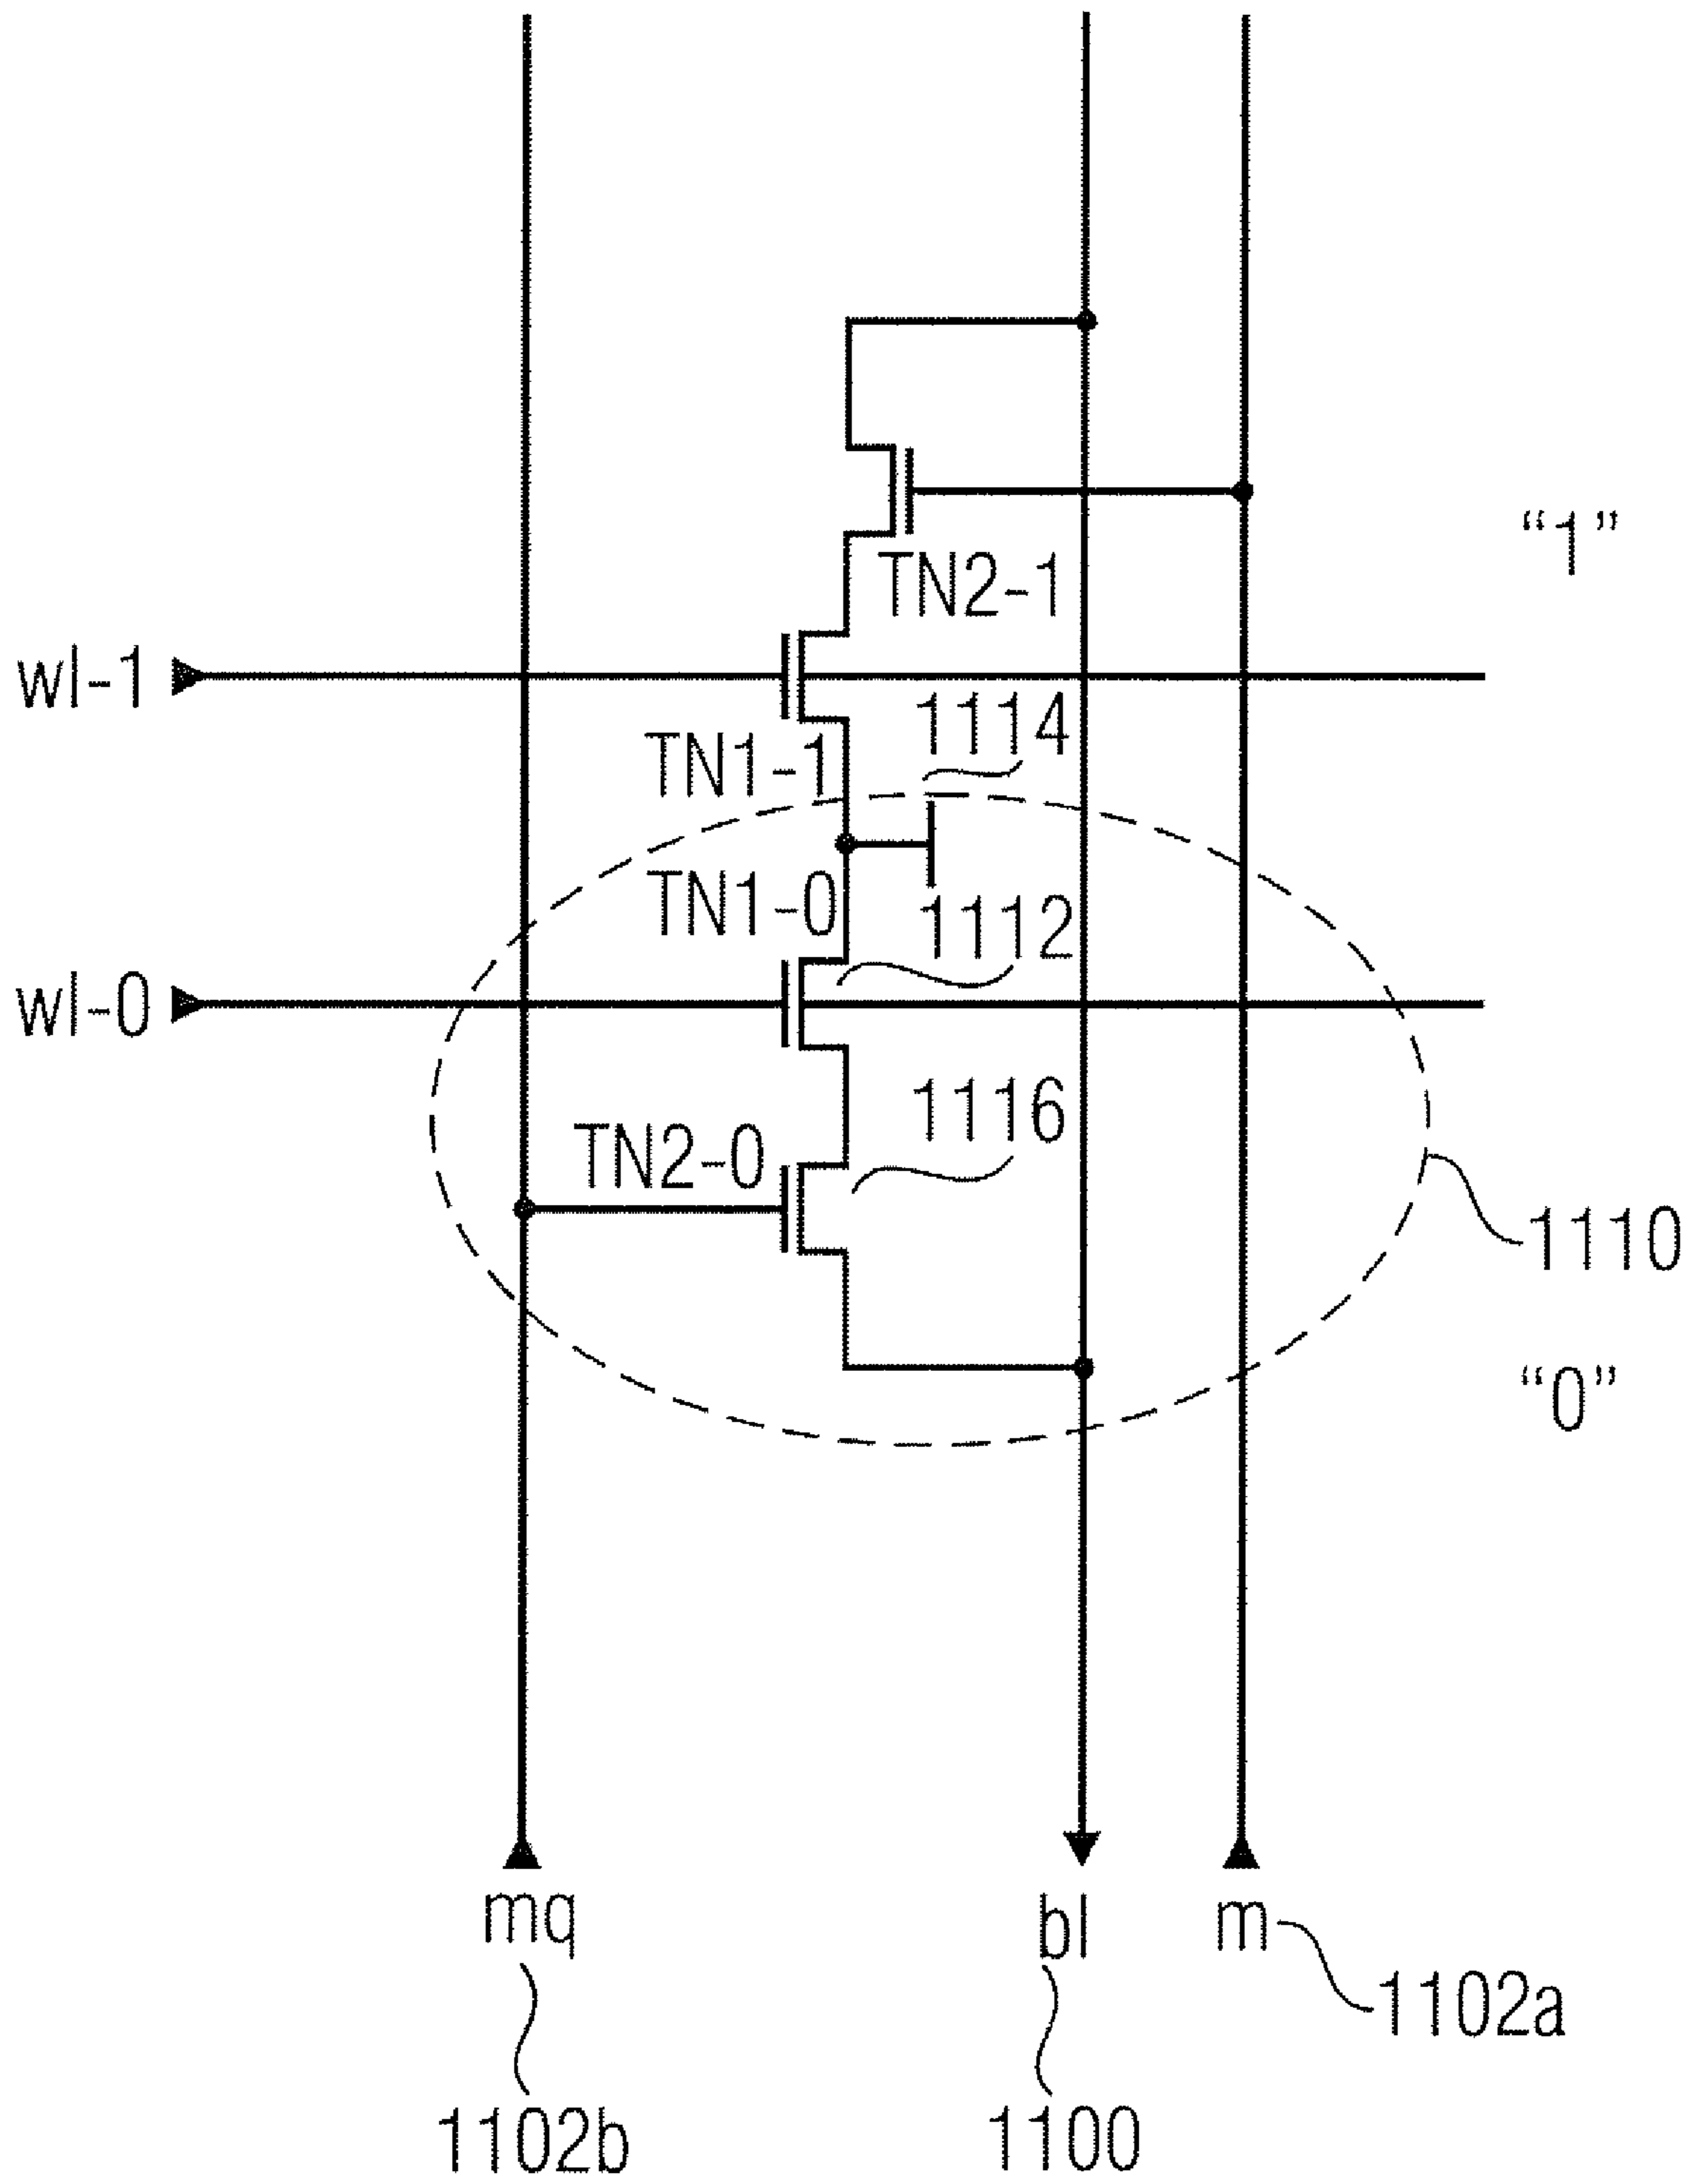 “1”
TN2-1
wl-1
1114
TN1-1
TN1-0
1112
wl-0
1116
TN2-0
1110
“0”
mq
bl
m
1102a
1102b
1100